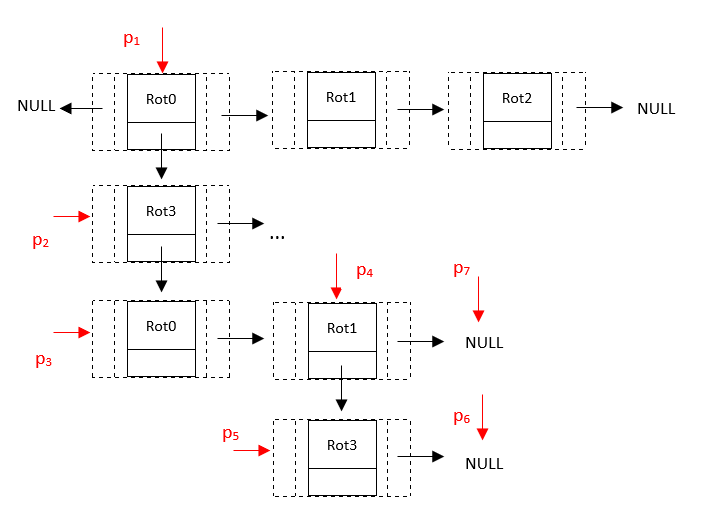 p₁
NULL Rot0 Rot1 Rot2 NULL
p₂ Rot3 ...
p₄ p₇
p₃ Rot0 Rot1 NULL
p₅ Rot3 p₆ NULL